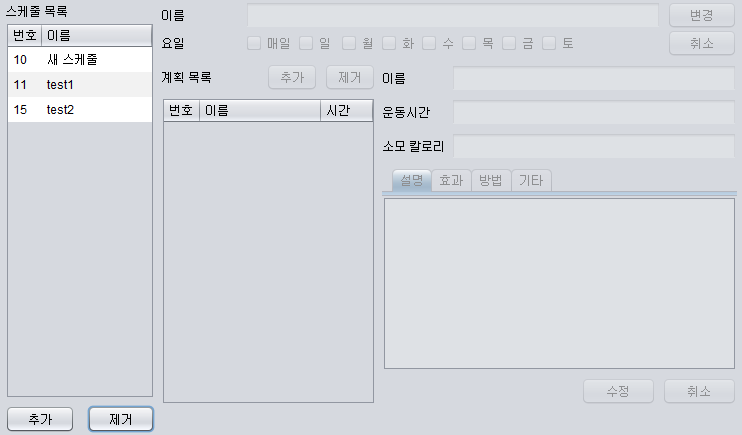 스케줄 목록
번호 이름
10 새 스케줄
11 test1
15 test2
추가 제거
이름 변경
요일 매일 일 월 화 수 목 금 토 취소
계획 목록 추가 제거
번호 이름 시간
이름
운동시간
소모 칼로리
설명 효과 방법 기타
수정 취소